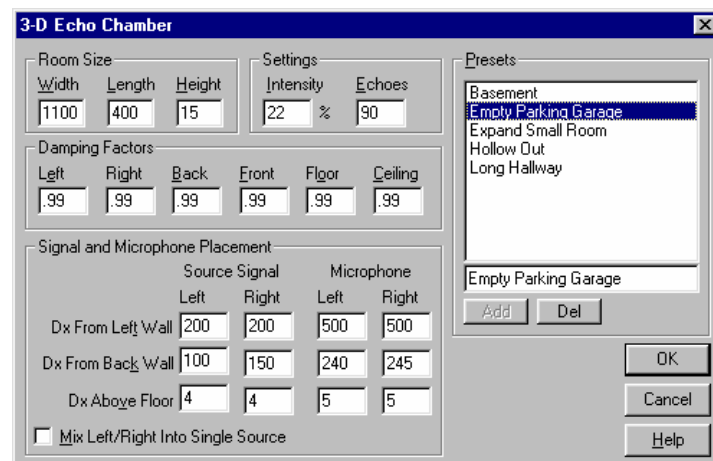 3-D Echo Chamber
Room Size
Width Length Height
1100 400 15
Settings
Intensity Echoes
22 % 90
Damping Factors
Left Right Back Front Floor Ceiling
.99 .99 .99 .99 .99 .99
Signal and Microphone Placement
Source Signal Microphone
Left Right Left Right
Dx From Left Wall 200 200 500 500
Dx From Back Wall 100 150 240 245
Dx Above Floor 4 4 5 5
Mix Left/Right Into Single Source
Presets
Basement
Empty Parking Garage
Expand Small Room
Hollow Out
Long Hallway
Empty Parking Garage
Add Del
OK
Cancel
Help